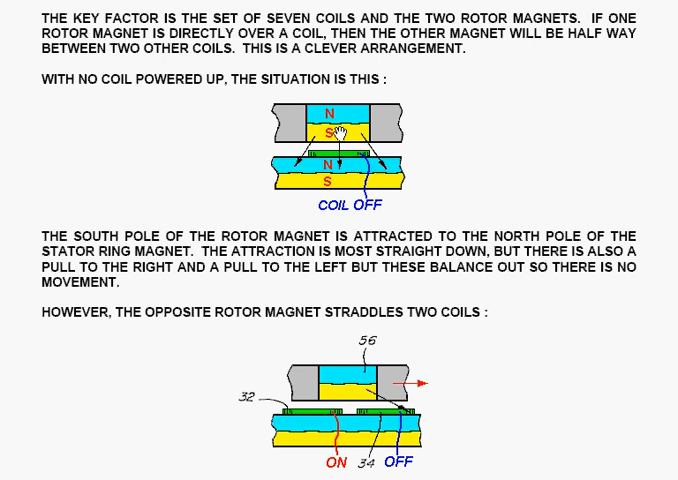 THE KEY FACTOR IS THE SET OF SEVEN COILS AND THE TWO ROTOR MAGNETS. IF ONE
ROTOR MAGNET IS DIRECTLY OVER A COIL, THEN THE OTHER MAGNET WILL BE HALF WAY
BETWEEN TWO OTHER COILS. THIS IS A CLEVER ARRANGEMENT.
WITH NO COIL POWERED UP, THE SITUATION IS THIS :
N
S
N
S
COIL OFF
THE SOUTH POLE OF THE ROTOR MAGNET IS ATTRACTED TO THE NORTH POLE OF THE
STATOR RING MAGNET. THE ATTRACTION IS MOST STRAIGHT DOWN, BUT THERE IS ALSO A
PULL TO THE RIGHT AND A PULL TO THE LEFT BUT THESE BALANCE OUT SO THERE IS NO
MOVEMENT.
HOWEVER, THE OPPOSITE ROTOR MAGNET STRADDLES TWO COILS :
56
32
ON 34 OFF